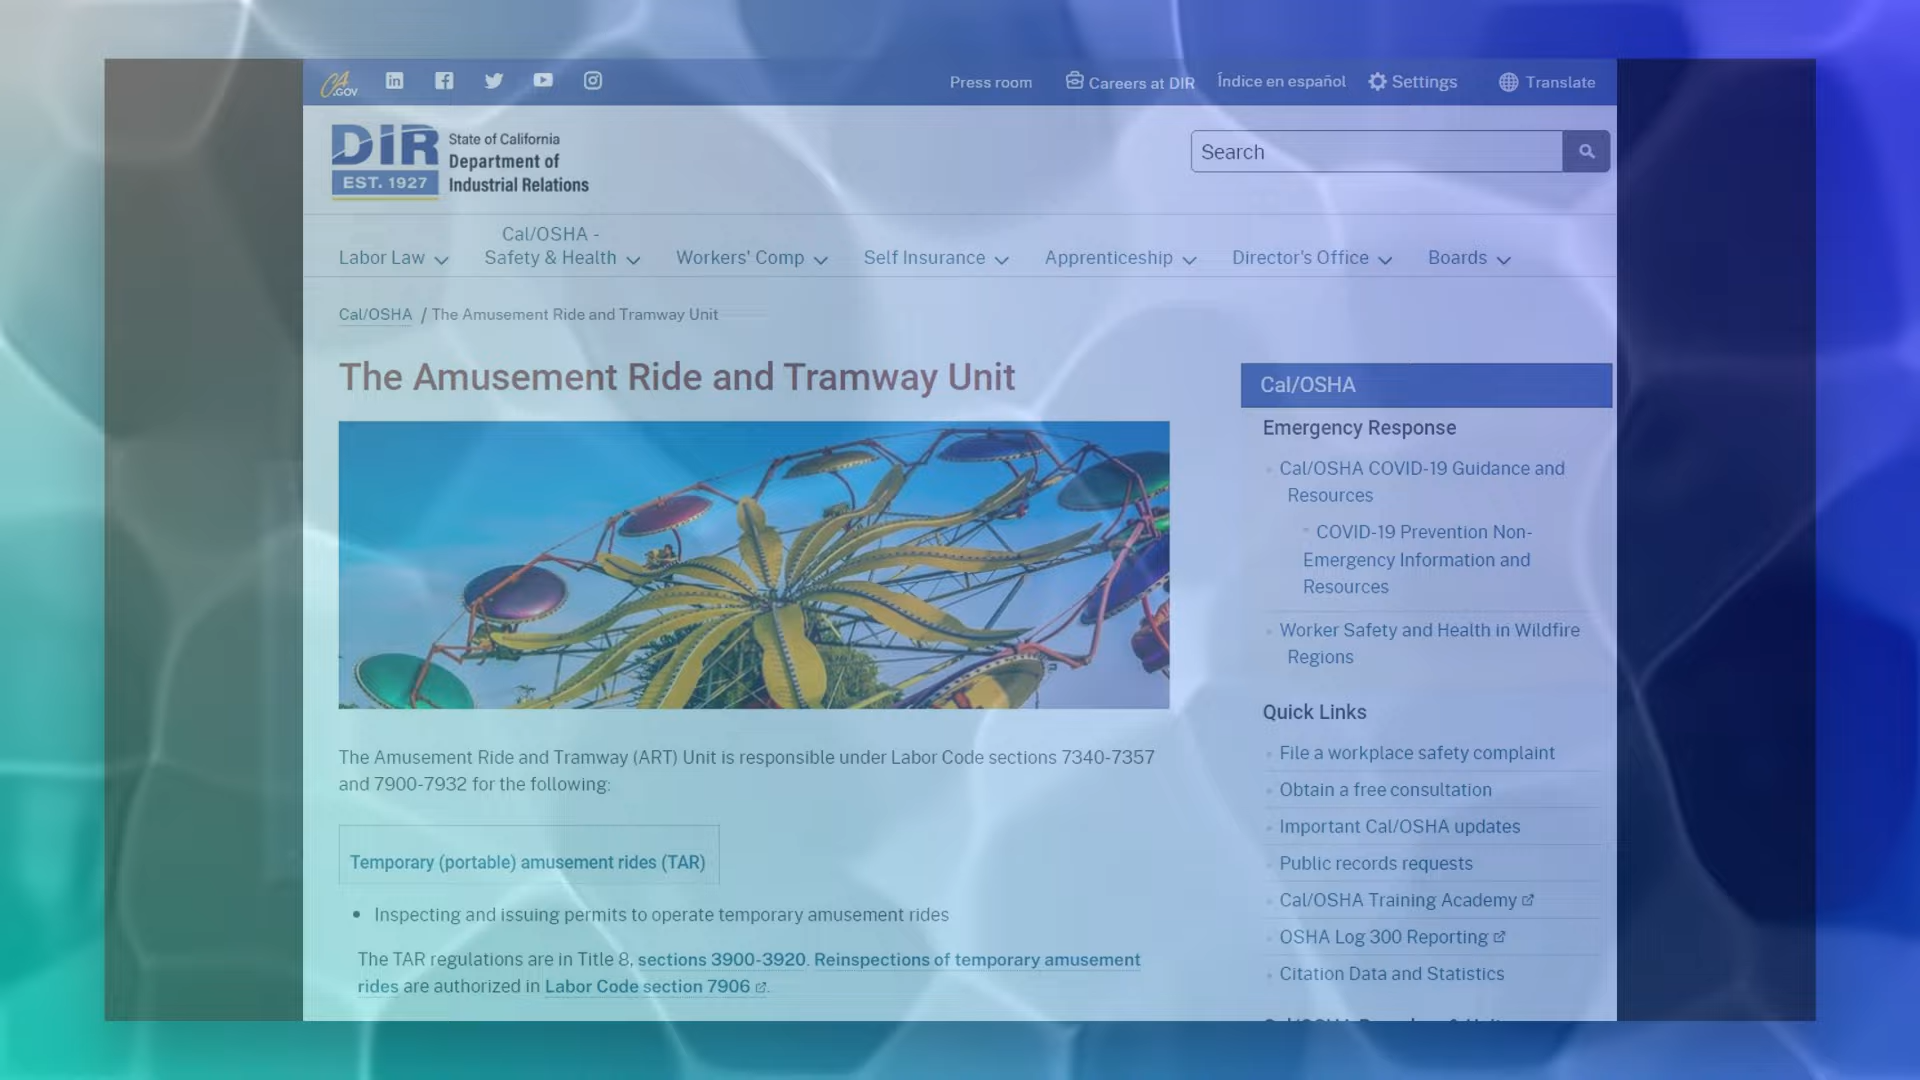 CA
.GOV
Press room
Careers at DIR
Índice en español
Settings
Translate
DIR
EST. 1927
State of California
Department of
Industrial Relations
Search
Labor Law
Cal/OSHA -
Safety & Health
Workers' Comp
Self Insurance
Apprenticeship
Director's Office
Boards
Cal/OSHA / The Amusement Ride and Tramway Unit
The Amusement Ride and Tramway Unit
The Amusement Ride and Tramway (ART) Unit is responsible under Labor Code sections 7340-7357
and 7900-7932 for the following:
Temporary (portable) amusement rides (TAR)
Inspecting and issuing permits to operate temporary amusement rides
The TAR regulations are in Title 8, sections 3900-3920. Reinspections of temporary amusement
rides are authorized in Labor Code section 7906.
Cal/OSHA
Emergency Response
Cal/OSHA COVID-19 Guidance and
Resources
COVID-19 Prevention Non-
Emergency Information and
Resources
Worker Safety and Health in Wildfire
Regions
Quick Links
File a workplace safety complaint
Obtain a free consultation
Important Cal/OSHA updates
Public records requests
Cal/OSHA Training Academy
OSHA Log 300 Reporting
Citation Data and Statistics